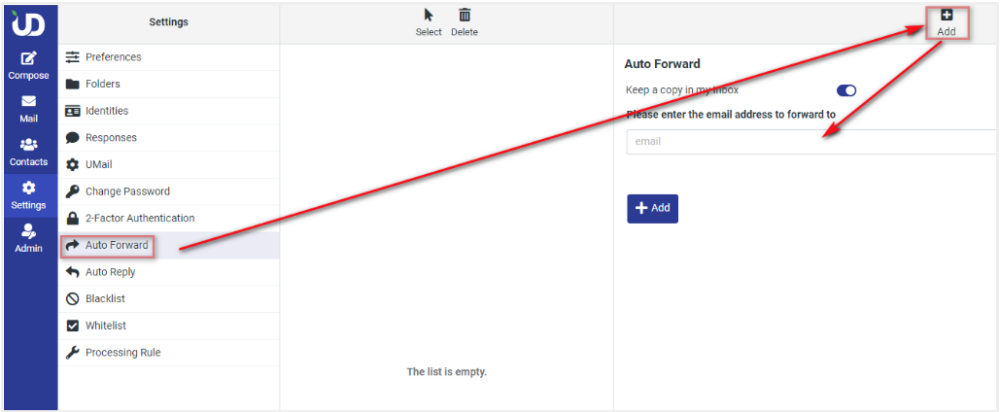 UD
Compose
Mail
Contacts
Settings
Admin
Settings
Preferences
Folders
Identities
Responses
UMail
Change Password
2-Factor Authentication
Auto Forward
Auto Reply
Blacklist
Whitelist
Processing Rule
Select Delete
The list is empty.
Add
Auto Forward
Keep a copy in my inbox
Please enter the email address to forward to
email
+ Add